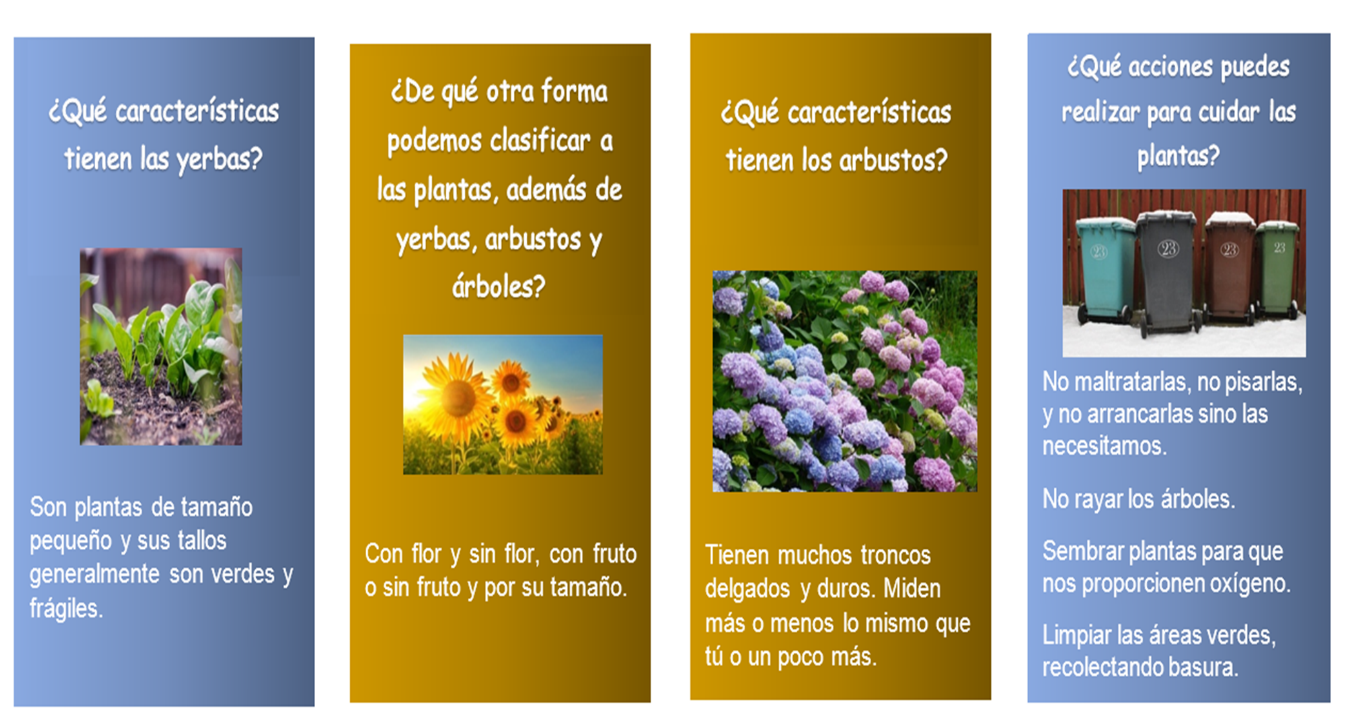 ¿Qué características
tienen las yerbas?
Son plantas de tamaño
pequeño y sus tallos
generalmente son verdes y
frágiles.
¿De qué otra forma
podemos clasificar a
las plantas, además de
yerbas, arbustos y
árboles?
Con flor y sin flor, con fruto
o sin fruto y por su tamaño.
¿Qué características
tienen los arbustos?
Tienen muchos troncos
delgados y duros. Miden
más o menos lo mismo que
tú o un poco más.
¿Qué acciones puedes
realizar para cuidar las
plantas?
23
23
23
23
No maltratarlas, no pisarlas,
y no arrancarlas sino las
necesitamos.
No rayar los árboles.
Sembrar plantas para que
nos proporcionen oxígeno.
Limpiar las áreas verdes,
recolectando basura.